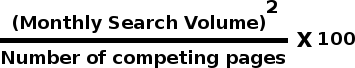 (Monthly Search Volume)²
Number of competing pages
X 100